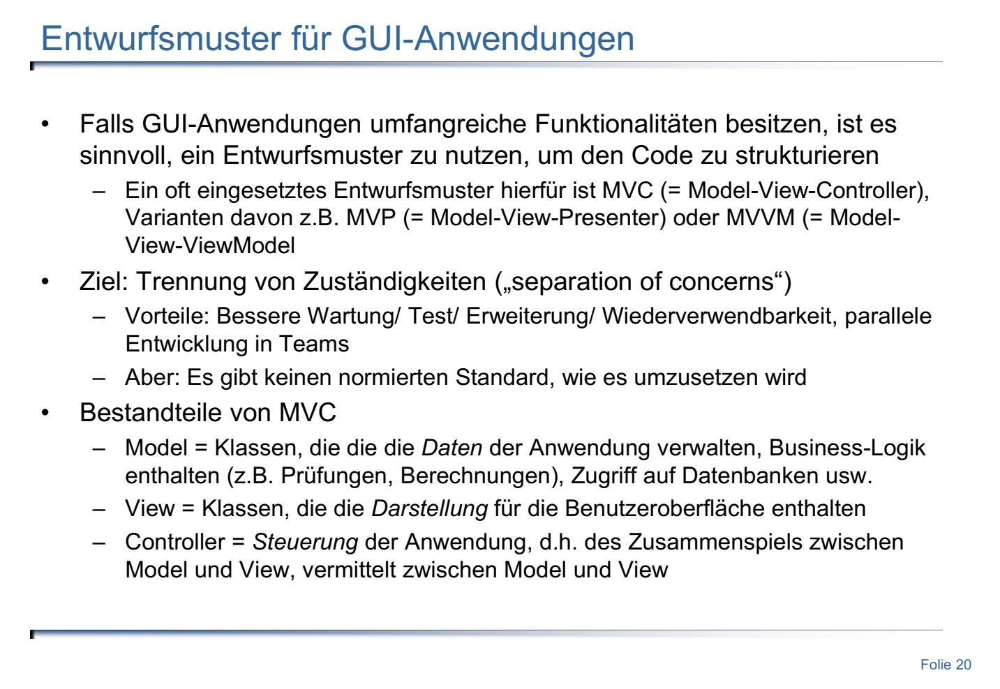 Entwurfsmuster für GUI-Anwendungen
• Falls GUI-Anwendungen umfangreiche Funktionalitäten besitzen, ist es
sinnvoll, ein Entwurfsmuster zu nutzen, um den Code zu strukturieren
– Ein oft eingesetztes Entwurfsmuster hierfür ist MVC (= Model-View-Controller),
Varianten davon z.B. MVP (= Model-View-Presenter) oder MVVM (= Model-
View-ViewModel
• Ziel: Trennung von Zuständigkeiten („separation of concerns“)
– Vorteile: Bessere Wartung/ Test/ Erweiterung/ Wiederverwendbarkeit, parallele
Entwicklung in Teams
– Aber: Es gibt keinen normierten Standard, wie es umzusetzen wird
• Bestandteile von MVC
– Model = Klassen, die die die Daten der Anwendung verwalten, Business-Logik
enthalten (z.B. Prüfungen, Berechnungen), Zugriff auf Datenbanken usw.
– View = Klassen, die die Darstellung für die Benutzeroberfläche enthalten
– Controller = Steuerung der Anwendung, d.h. des Zusammenspiels zwischen
Model und View, vermittelt zwischen Model und View
Folie 20